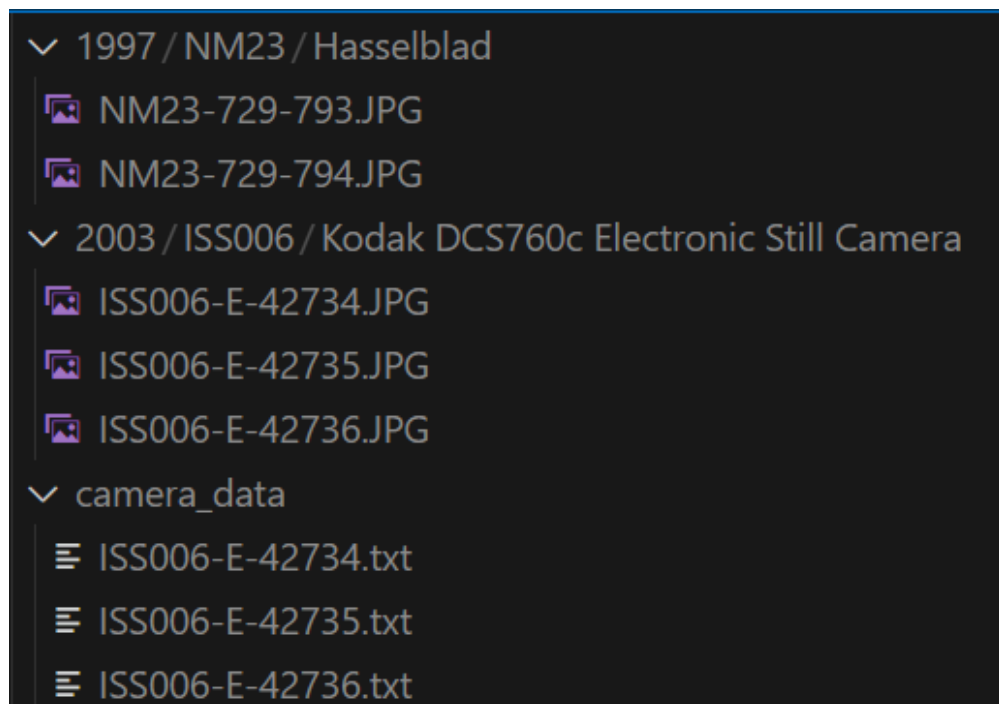 1997/NM23/Hasselblad
NM23-729-793.JPG
NM23-729-794.JPG
2003/ISS006/Kodak DCS760c Electronic Still Camera
ISS006-E-42734.JPG
ISS006-E-42735.JPG
ISS006-E-42736.JPG
camera_data
ISS006-E-42734.txt
ISS006-E-42735.txt
ISS006-E-42736.txt